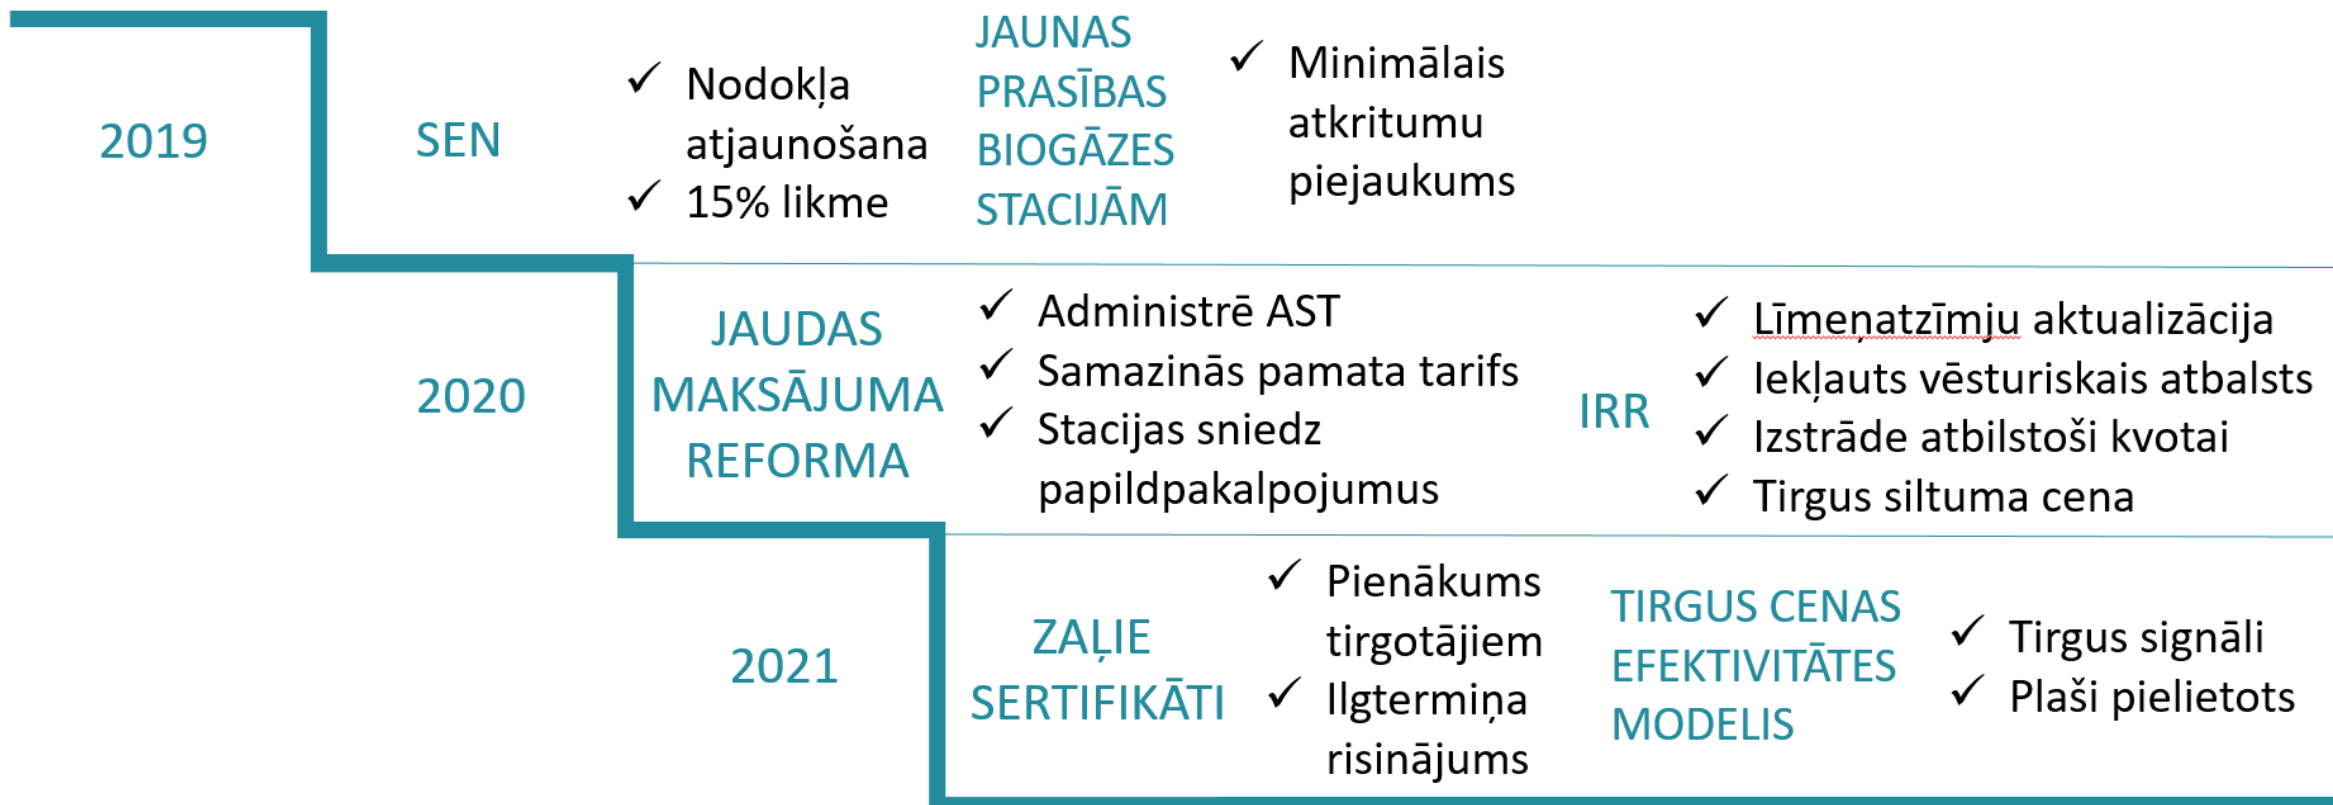 2019
SEN
Nodokļa
atjaunošana
15% likme
JAUNAS
PRASĪBAS
BIOGĀZES
STACIJĀM
Minimālais
atkritumu
piejaukums
2020
JAUDAS
MAKSĀJUMA
REFORMA
Administrē AST
Samazinās pamata tarifs
Stacijas sniedz
papildpakalpojumus
IRR
Līmeņatzīmju aktualizācija
Iekļauts vēsturiskais atbalsts
Izstrāde atbilstoši kvotai
Tirgus siltuma cena
2021
ZAĻIE
SERTIFIKĀTI
Pienākums
tirgotājiem
Ilgtermiņa
risinājums
TIRGUS CENAS
EFEKTIVITĀTES
MODELIS
Tirgus signāli
Plaši pielietots